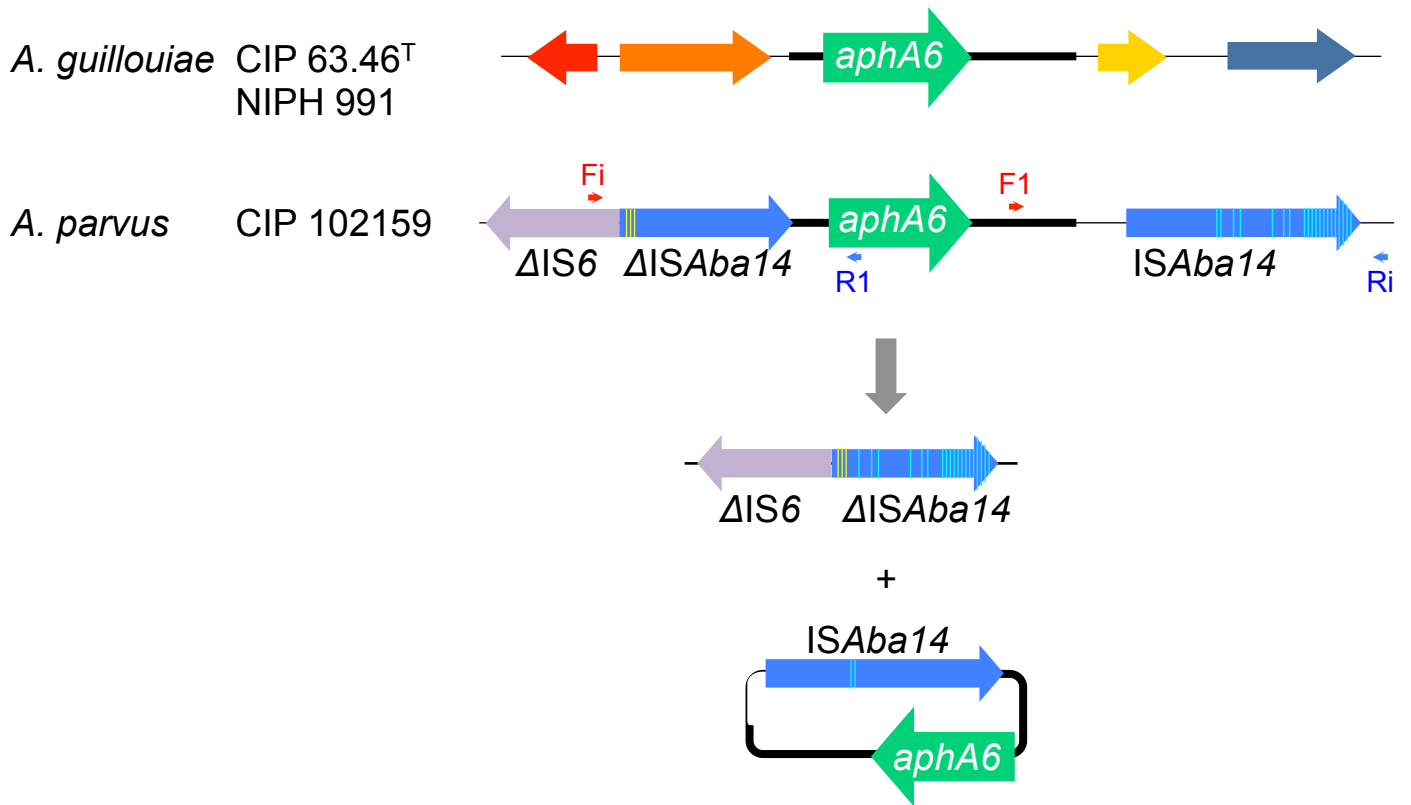 A. guillouiae CIP 63.46ᵀ
NIPH 991
aphA6
Fi
F1
A. parvus CIP 102159
aphA6
ΔIS6 ΔISAba14
ISAba14
R1
Ri
ΔIS6 ΔISAba14
+
ISAba14
aphA6